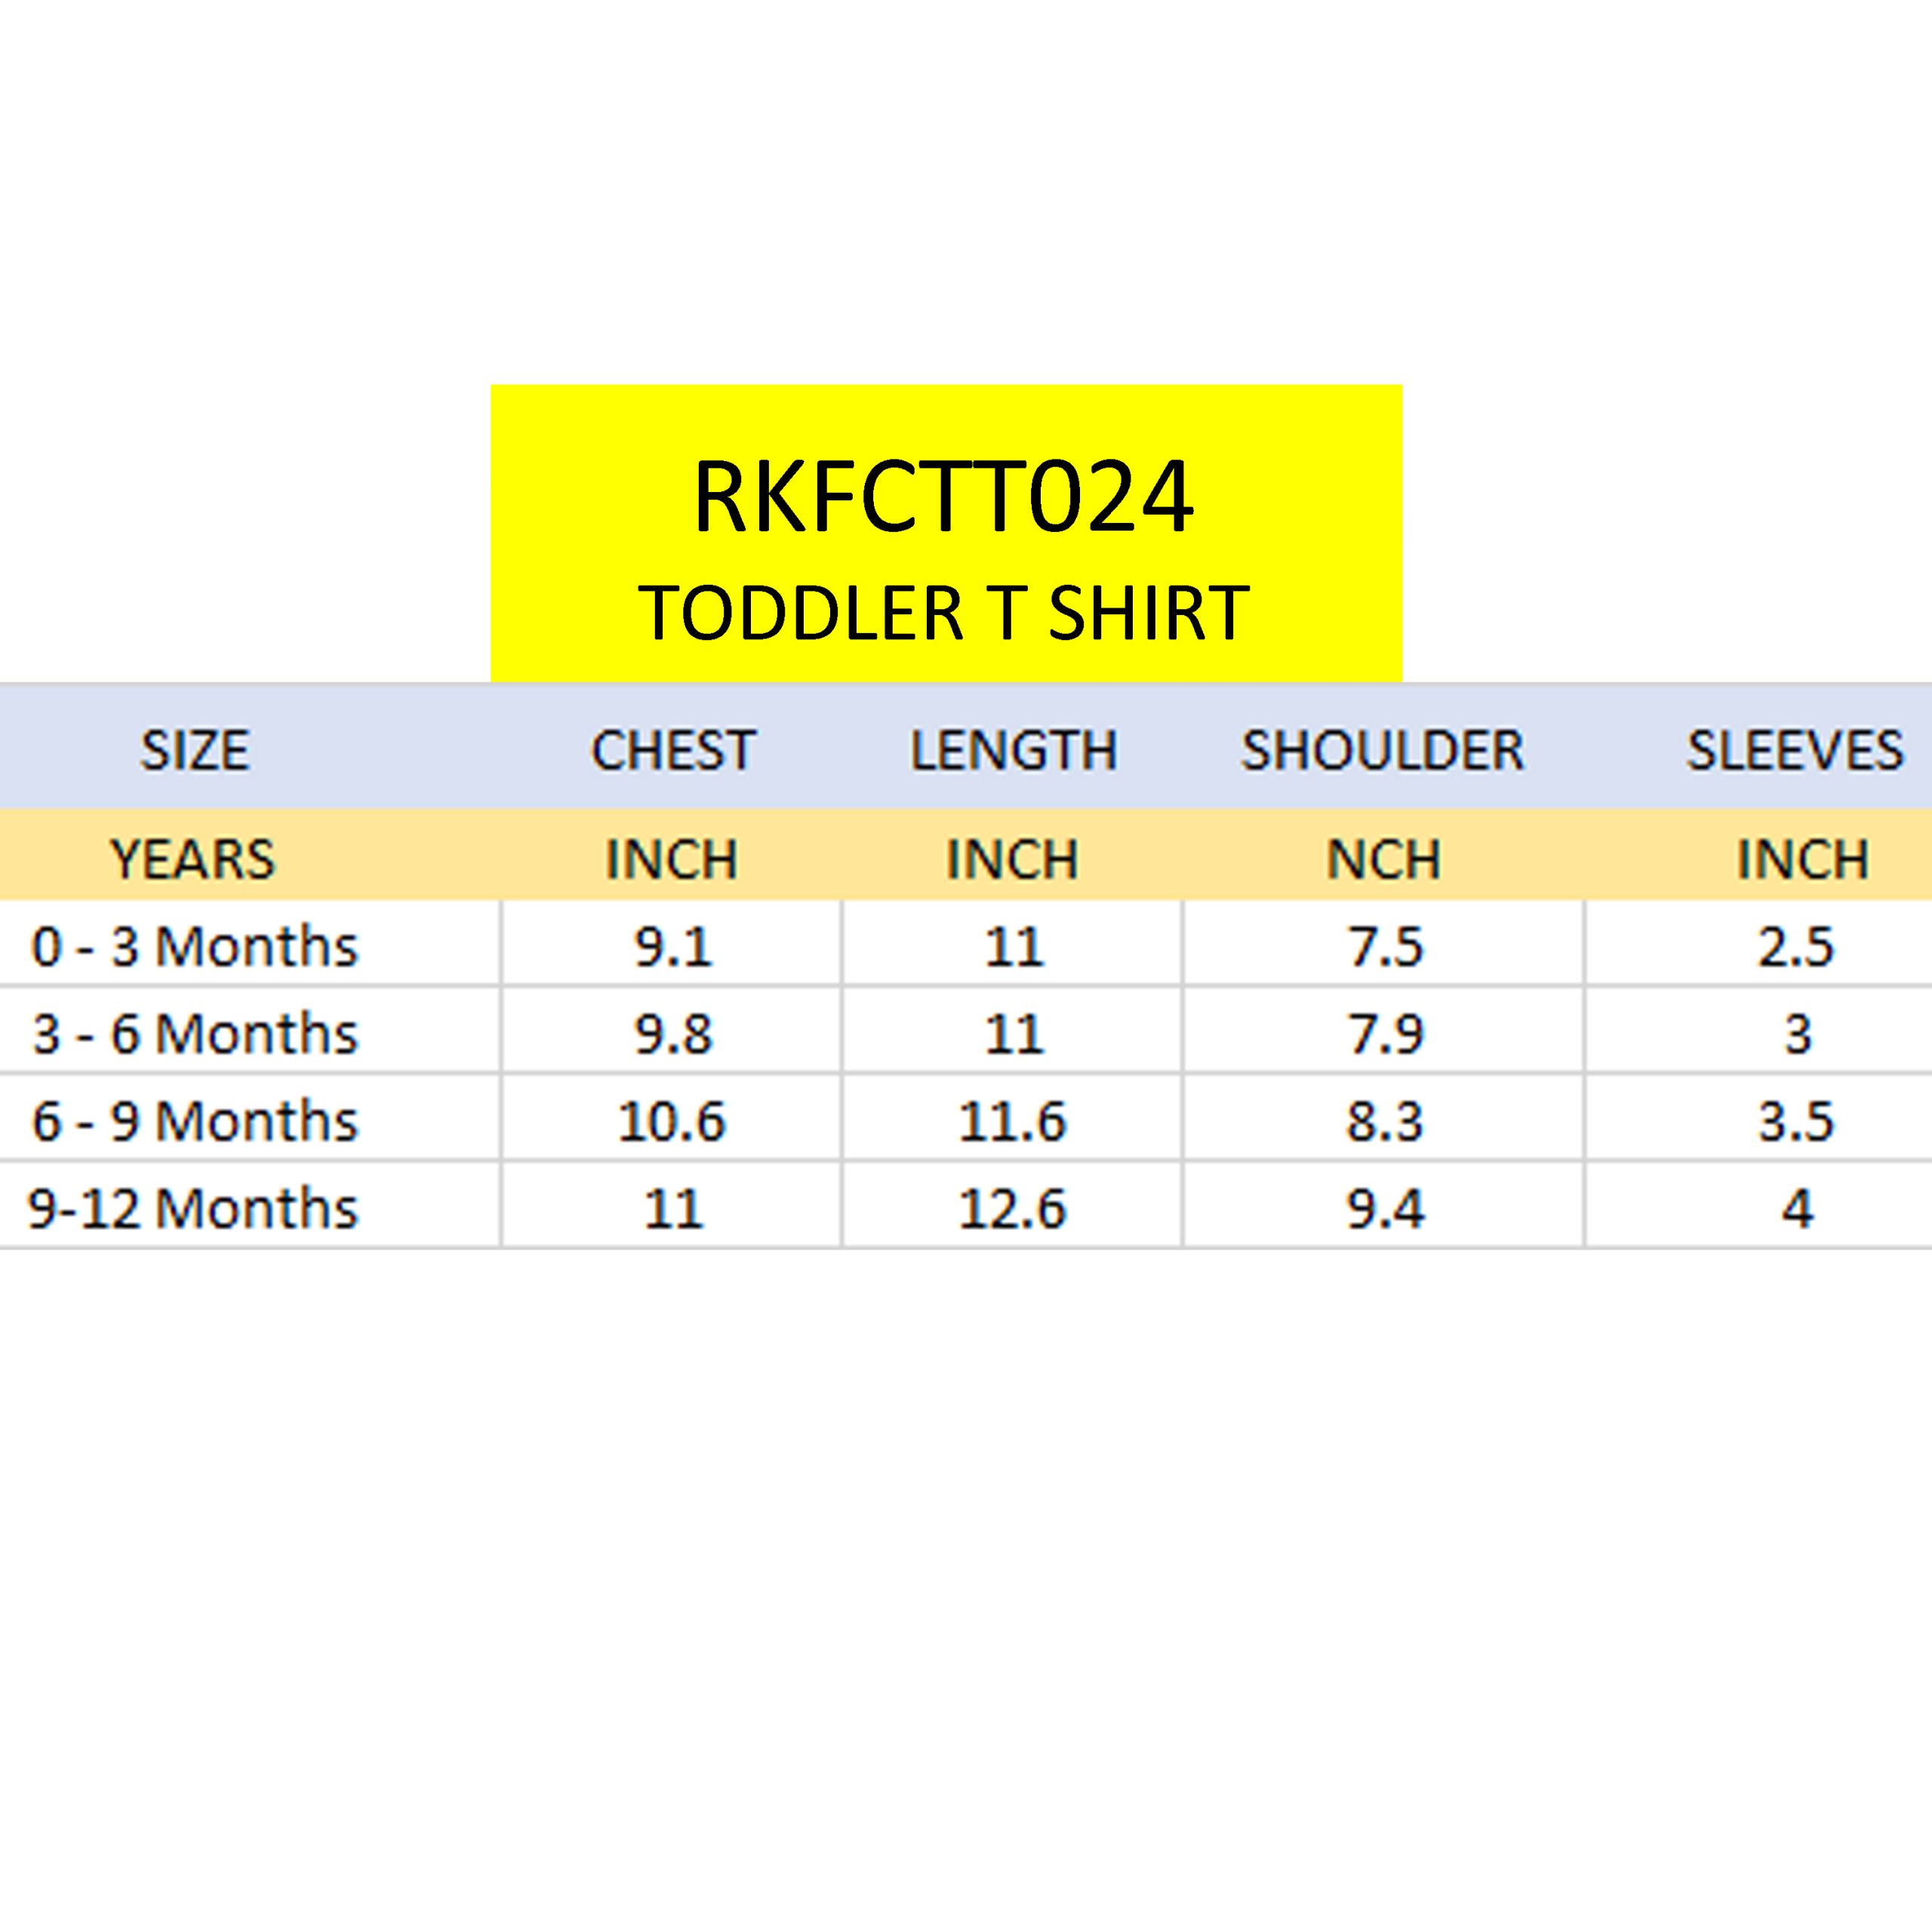 RKFCTT024
TODDLER T SHIRT
SIZE CHEST LENGTH SHOULDER SLEEVES
YEARS INCH INCH NCH INCH
0 - 3 Months 9.1 11 7.5 2.5
3 - 6 Months 9.8 11 7.9 3
6 - 9 Months 10.6 11.6 8.3 3.5
9-12 Months 11 12.6 9.4 4